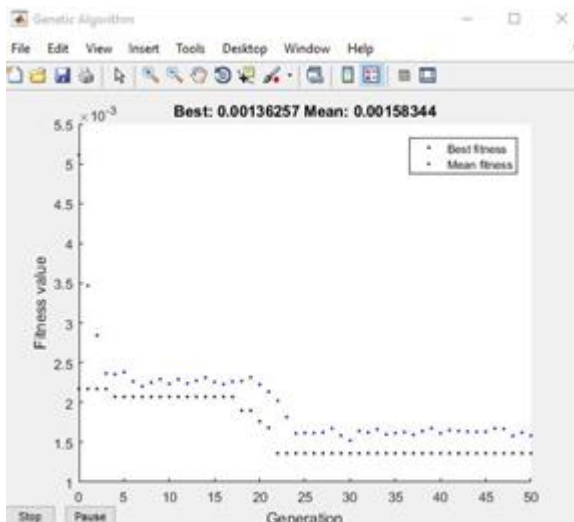 Genetic Algorithm
File Edit View Insert Tools Desktop Window Help
Best: 0.00136257 Mean: 0.00158344
× 10⁻³
5.5
5
4.5
4
3.5
3
2.5
2
1.5
1
Fitness value
Best fitness
Mean fitness
0 5 10 15 20 25 30 35 40 45 50
Generation
Stop Pause